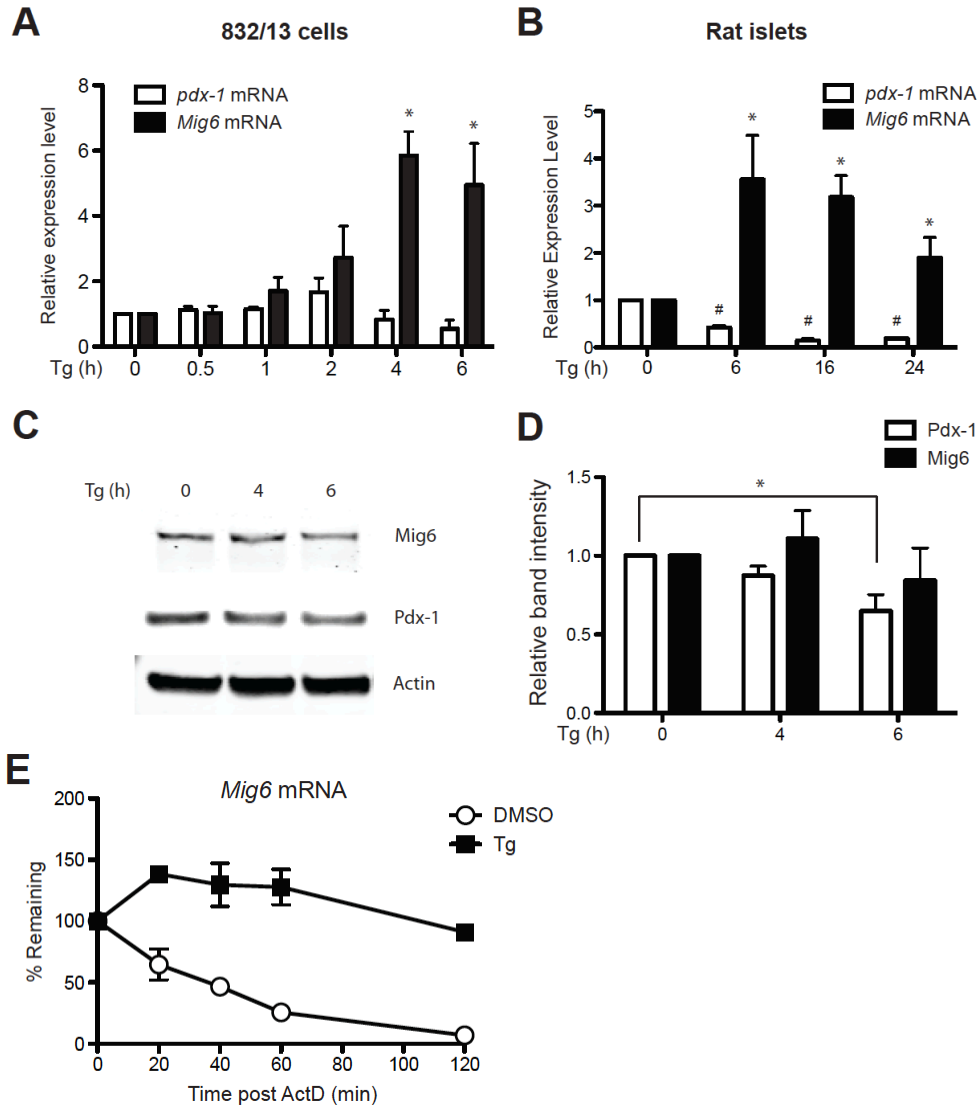 A
832/13 cells
Relative expression level
8
6
4
2
0
pdx-1 mRNA
Mig6 mRNA
*
*
Tg (h)
0 0.5 1 2 4 6
B
Rat islets
Relative Expression Level
5
4
3
2
1
0
pdx-1 mRNA
Mig6 mRNA
* * *
# # #
Tg (h)
0 6 16 24
C
Tg (h) 0 4 6
Mig6
Pdx-1
Actin
D
Pdx-1
Mig6
Relative band intensity
1.5
1.0
0.5
0.0
*
Tg (h)
0 4 6
E
Mig6 mRNA
DMSO
Tg
% Remaining
200
150
100
50
0
0 20 40 60 80 100 120
Time post ActD (min)